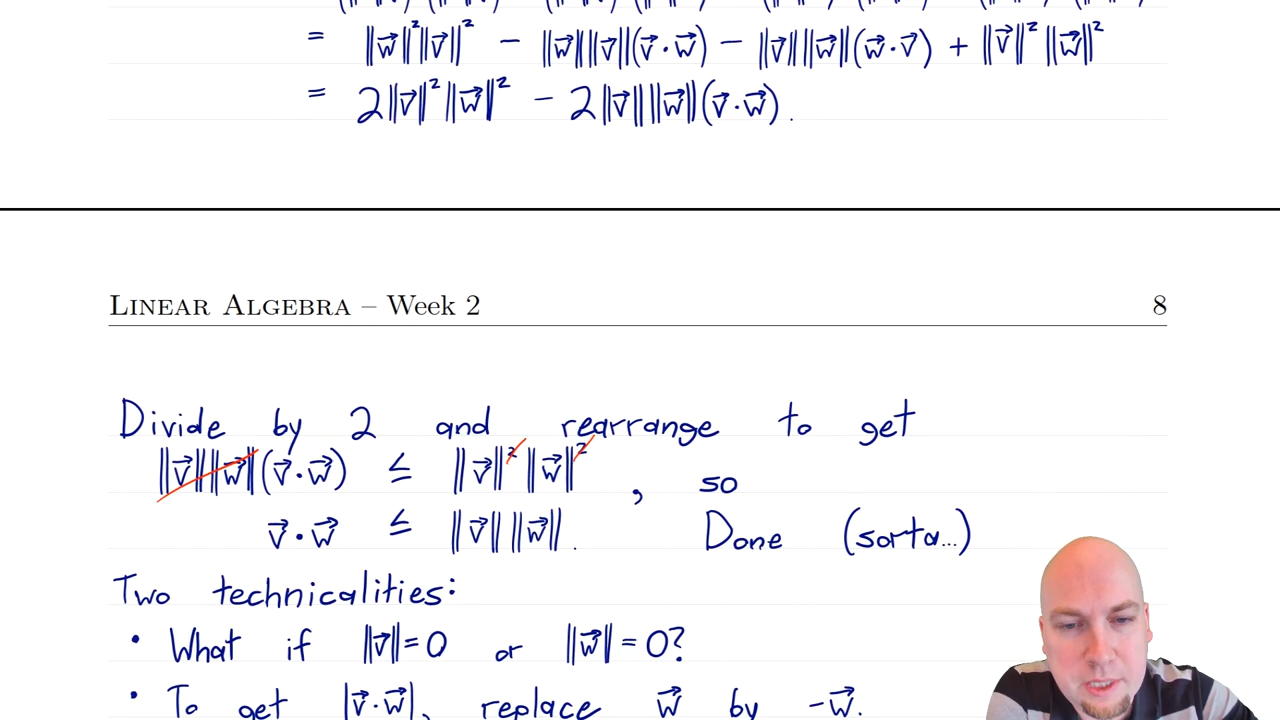 = ‖w⃗‖²‖v⃗‖² − ‖w⃗‖‖v⃗‖(v⃗·w⃗) − ‖v⃗‖‖w⃗‖(w⃗·v⃗) + ‖v⃗‖²‖w⃗‖²
= 2‖v⃗‖²‖w⃗‖² − 2‖v⃗‖‖w⃗‖(v⃗·w⃗).
LINEAR ALGEBRA – Week 2 8
Divide by 2 and rearrange to get
‖v⃗‖‖w⃗‖(v⃗·w⃗) ≤ ‖v⃗‖²‖w⃗‖², so
v⃗·w⃗ ≤ ‖v⃗‖‖w⃗‖. Done (sorta...)
Two technicalities:
• What if ‖v⃗‖=0 or ‖w⃗‖=0?
• To get |v⃗·w⃗|, replace w⃗ by -w⃗.